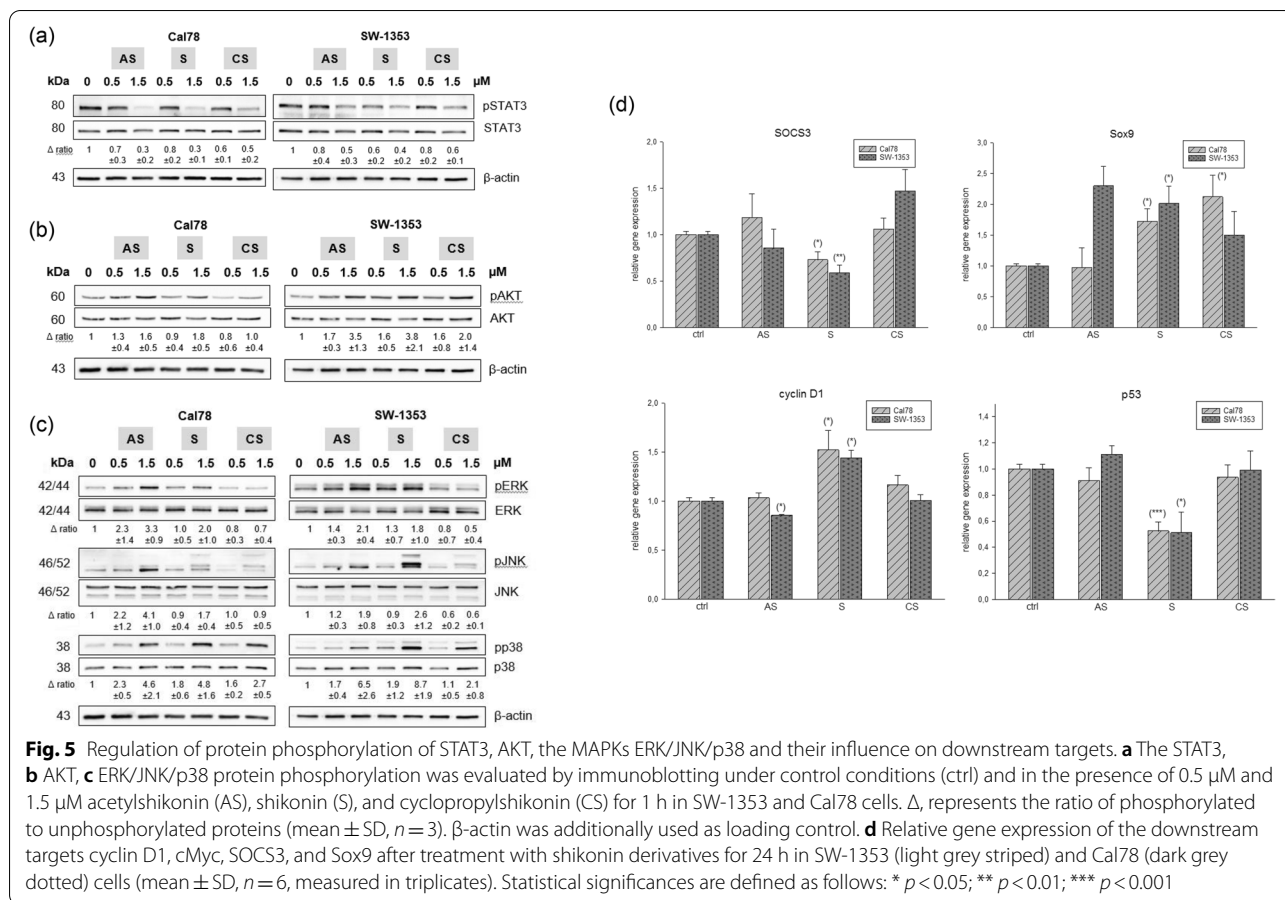 (a)
Cal78
SW-1353
AS S CS AS S CS
kDa 0 0.5 1.5 0.5 1.5 0.5 1.5 0 0.5 1.5 0.5 1.5 0.5 1.5 µM
80 pSTAT3
80 STAT3
Δ ratio 1 0.7 0.3 0.8 0.3 0.6 0.5 1 0.8 0.5 0.6 0.4 0.8 0.6
±0.3 ±0.2 ±0.2 ±0.1 ±0.1 ±0.2 ±0.4 ±0.3 ±0.2 ±0.2 ±0.2 ±0.1
43 β-actin
(b)
Cal78
SW-1353
AS S CS AS S CS
kDa 0 0.5 1.5 0.5 1.5 0.5 1.5 0 0.5 1.5 0.5 1.5 0.5 1.5 µM
60 pAKT
60 AKT
Δ ratio 1 1.3 1.6 0.9 1.8 0.8 1.0 1 1.7 3.5 1.6 3.8 1.6 2.0
±0.4 ±0.5 ±0.4 ±0.5 ±0.6 ±0.4 ±0.3 ±1.3 ±0.5 ±2.1 ±0.8 ±1.4
43 β-actin
(c)
Cal78
SW-1353
AS S CS AS S CS
kDa 0 0.5 1.5 0.5 1.5 0.5 1.5 0 0.5 1.5 0.5 1.5 0.5 1.5 µM
42/44 pERK
42/44 ERK
Δ ratio 1 2.3 3.3 1.0 2.0 0.8 0.7 1 1.4 2.1 1.3 1.8 0.8 0.5
±1.4 ±0.9 ±0.5 ±1.0 ±0.3 ±0.4 ±0.3 ±0.4 ±0.7 ±1.0 ±0.7 ±0.4
46/52 pJNK
46/52 JNK
Δ ratio 1 2.2 4.1 0.9 1.7 1.0 0.9 1 1.2 1.9 0.9 2.6 0.6 0.6
±1.2 ±1.0 ±0.4 ±0.4 ±0.5 ±0.5 ±0.3 ±0.8 ±0.3 ±1.2 ±0.2 ±0.1
38 pp38
38 p38
Δ ratio 1 2.3 4.6 1.8 4.8 1.6 2.7 1 1.7 6.5 1.9 8.7 1.1 2.1
±0.5 ±2.1 ±0.6 ±1.6 ±0.2 ±0.5 ±0.4 ±2.6 ±1.2 ±1.9 ±0.5 ±0.8
43 β-actin
(d)
SOCS3
Cal78
SW-1353
relative gene expression
2,0
1,5
1,0
0,5
0,0
(*) (**)
ctrl AS S CS
Sox9
Cal78
SW-1353
relative gene expression
3,0
2,5
2,0
1,5
1,0
0,5
0,0
(*) (*) (*)
ctrl AS S CS
cyclin D1
Cal78
SW-1353
relative gene expression
2,0
1,5
1,0
0,5
0,0
(*) (*) (*)
ctrl AS S CS
p53
Cal78
SW-1353
relative gene expression
1,4
1,2
1,0
0,8
0,6
0,4
0,2
0,0
(***) (*)
ctrl AS S CS
Fig. 5 Regulation of protein phosphorylation of STAT3, AKT, the MAPKs ERK/JNK/p38 and their influence on downstream targets. a The STAT3,
b AKT, c ERK/JNK/p38 protein phosphorylation was evaluated by immunoblotting under control conditions (ctrl) and in the presence of 0.5 µM and
1.5 µM acetylshikonin (AS), shikonin (S), and cyclopropylshikonin (CS) for 1 h in SW-1353 and Cal78 cells. Δ, represents the ratio of phosphorylated
to unphosphorylated proteins (mean ± SD, n = 3). β-actin was additionally used as loading control. d Relative gene expression of the downstream
targets cyclin D1, cMyc, SOCS3, and Sox9 after treatment with shikonin derivatives for 24 h in SW-1353 (light grey striped) and Cal78 (dark grey
dotted) cells (mean ± SD, n = 6, measured in triplicates). Statistical significances are defined as follows: * p < 0.05; ** p < 0.01; *** p < 0.001